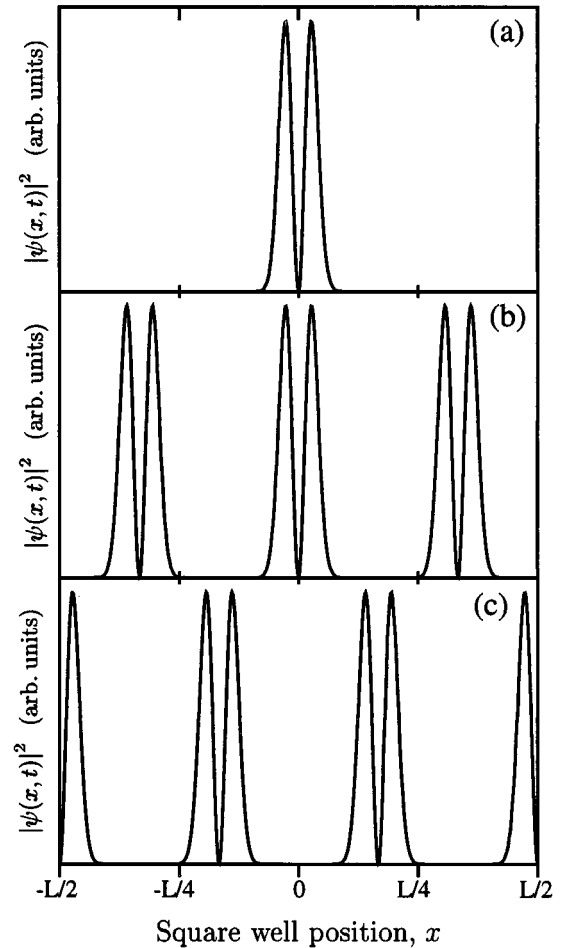 (a)
|ψ(x, t)|² (arb. units)
(b)
|ψ(x, t)|² (arb. units)
(c)
|ψ(x, t)|² (arb. units)
-L/2 -L/4 0 L/4 L/2
Square well position, x